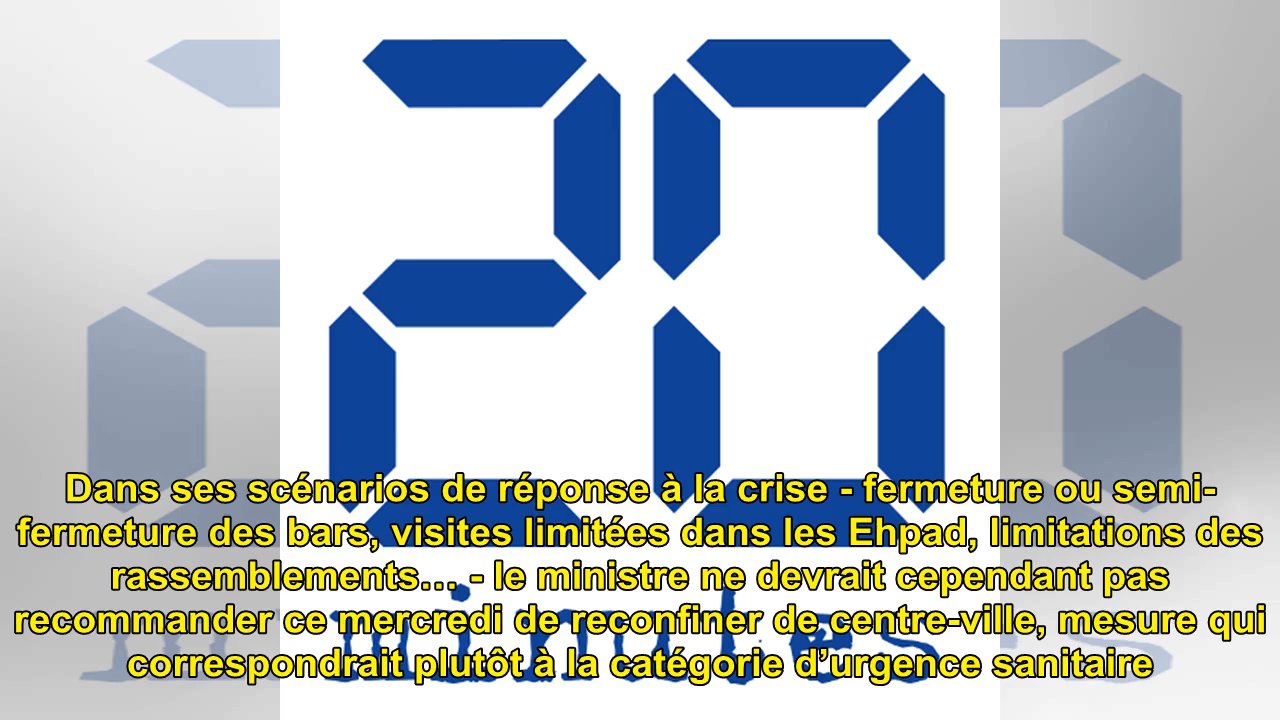 20
Dans ses scénarios de réponse à la crise - fermeture ou semi-
fermeture des bars, visites limitées dans les Ehpad, limitations des
rassemblements… - le ministre ne devrait cependant pas
recommander ce mercredi de reconfiner de centre-ville, mesure qui
correspondrait plutôt à la catégorie d’urgence sanitaire
minutes